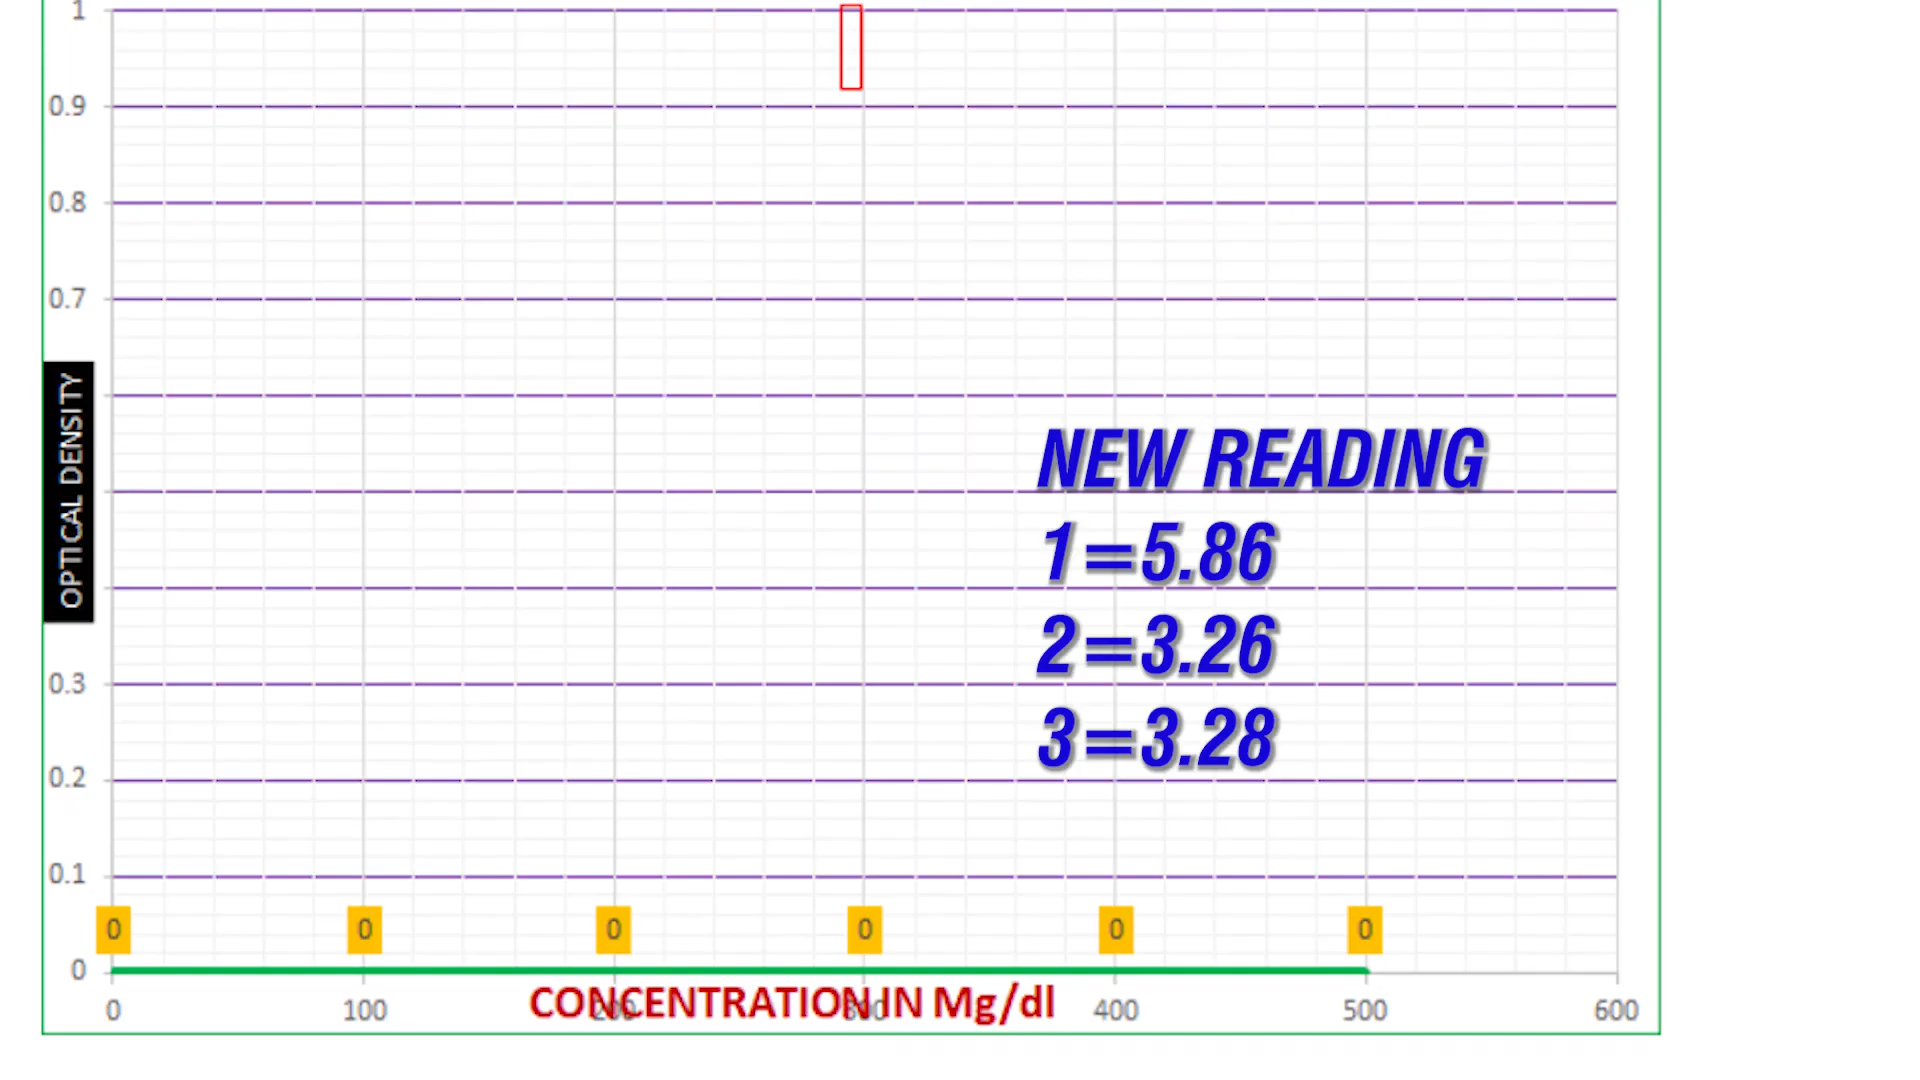 1
0.9
0.8
0.7
OPTICAL DENSITY
NEW READING
1=5.86
2=3.26
3=3.28
0.3
0.2
0.1
0 0 0 0 0 0
0
CONCENTRATION IN Mg/dl
0 100 200 300 400 500 600